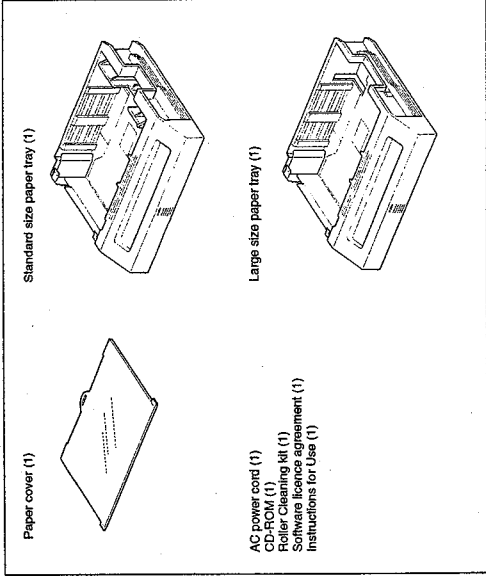 Paper cover (1)
Standard size paper tray (1)
AC power cord (1)
CD-ROM (1)
Roller Cleaning kit (1)
Software licence agreement (1)
Instructions for Use (1)
Large size paper tray (1)